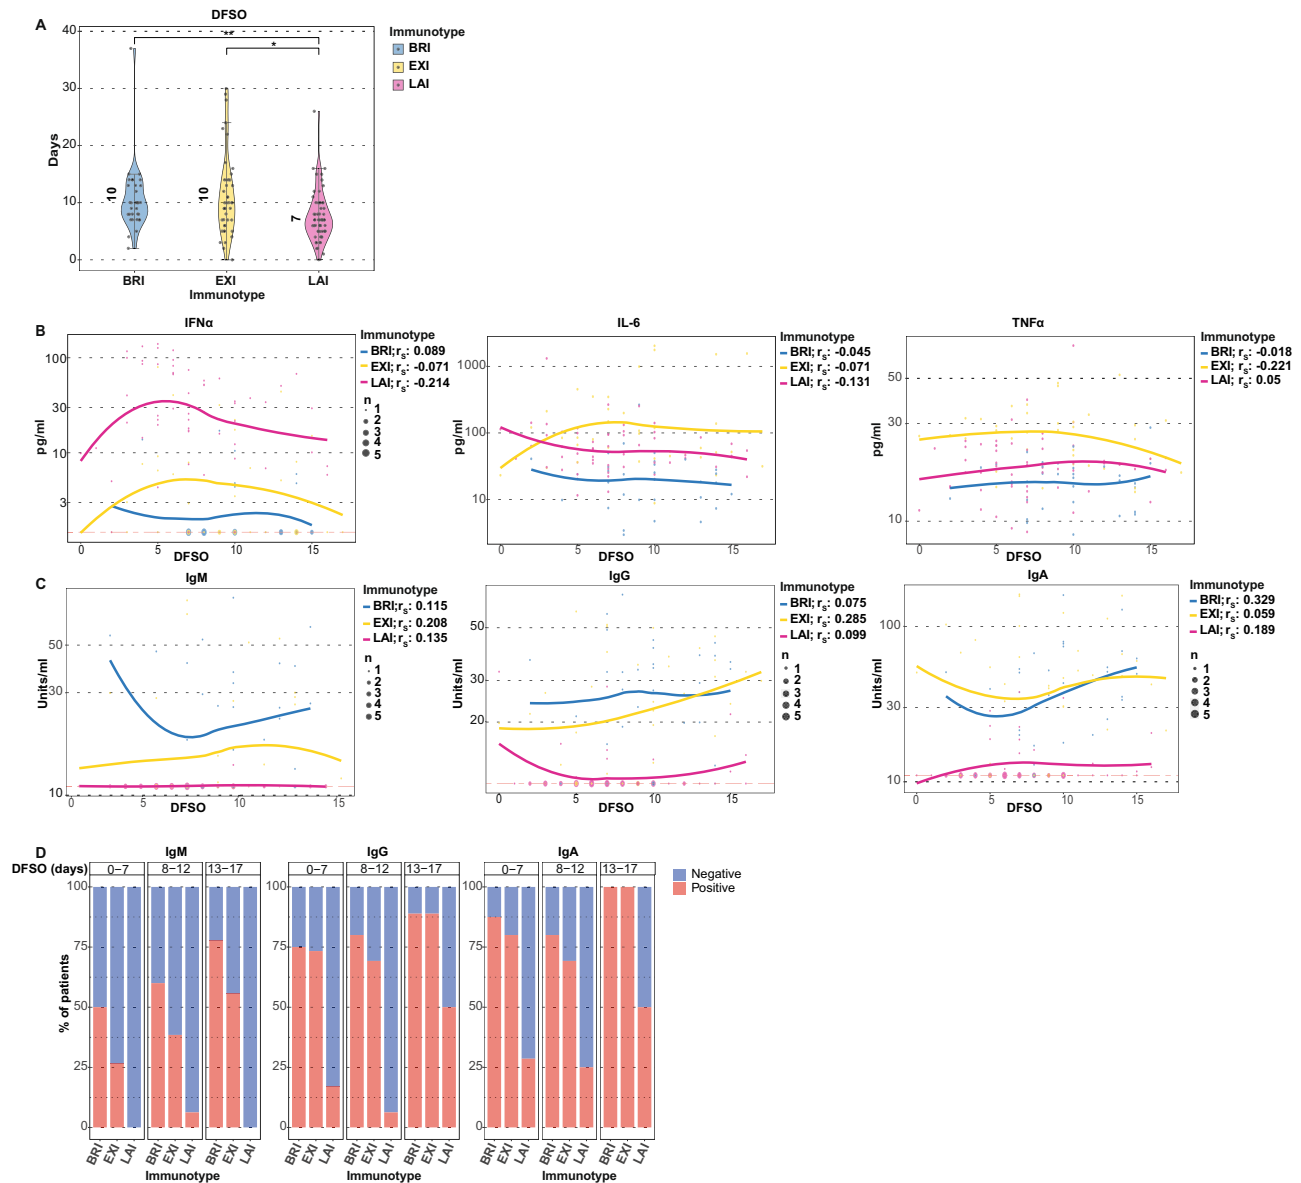 A
DFSO
Days
40
30
20
10
0
**
*
10
10
7
BRI
EXI
LAI
Immunotype
Immunotype
BRI
EXI
LAI
B
IFNα
pg/ml
100
30
10
3
0
5
10
15
DFSO
Immunotype
BRI; rs: 0.089
EXI; rs: -0.071
LAI; rs: -0.214
n
1
2
3
4
5
IL-6
pg/ml
1000
100
10
0
5
10
15
DFSO
Immunotype
BRI; rs: -0.045
EXI; rs: -0.071
LAI; rs: -0.131
TNFα
pg/ml
50
30
10
0
5
10
15
DFSO
Immunotype
BRI; rs: -0.018
EXI; rs: -0.221
LAI; rs: 0.05
C
IgM
Units/ml
50
30
10
0
5
10
15
DFSO
Immunotype
BRI; rs: 0.115
EXI; rs: 0.208
LAI; rs: 0.135
n
1
2
3
4
5
IgG
Units/ml
50
30
20
0
5
10
15
DFSO
Immunotype
BRI; rs: 0.075
EXI; rs: 0.285
LAI; rs: 0.099
n
1
2
3
4
5
IgA
Units/ml
100
30
10
0
5
10
15
DFSO
Immunotype
BRI; rs: 0.329
EXI; rs: 0.059
LAI; rs: 0.189
n
1
2
3
4
5
D
IgM
IgG
IgA
DFSO (days)
0−7
8−12
13−17
0−7
8−12
13−17
0−7
8−12
13−17
Negative
Positive
% of patients
100
75
50
25
0
100
75
50
25
0
100
75
50
25
0
BRI
EXI
LAI
BRI
EXI
LAI
BRI
EXI
LAI
BRI
EXI
LAI
BRI
EXI
LAI
BRI
EXI
LAI
BRI
EXI
LAI
BRI
EXI
LAI
BRI
EXI
LAI
Immunotype
Immunotype
Immunotype